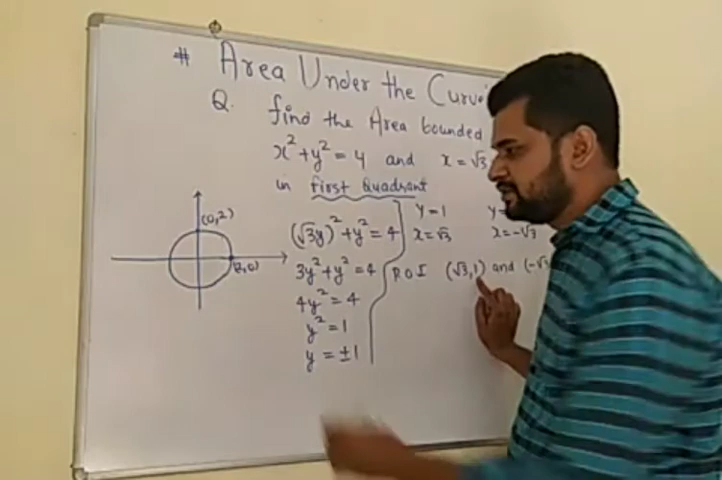 # Area Under the Curve
Q. find the Area bounded
x² + y² = 4 and x = √3
in first Quadrant
(0,2)
(2,0)
(√3y)² + y² = 4
3y² + y² = 4
4y² = 4
y² = 1
y = ±1
y = 1
x = √3
y =
x = -√3
P.O.I (√3,1) and (-√3